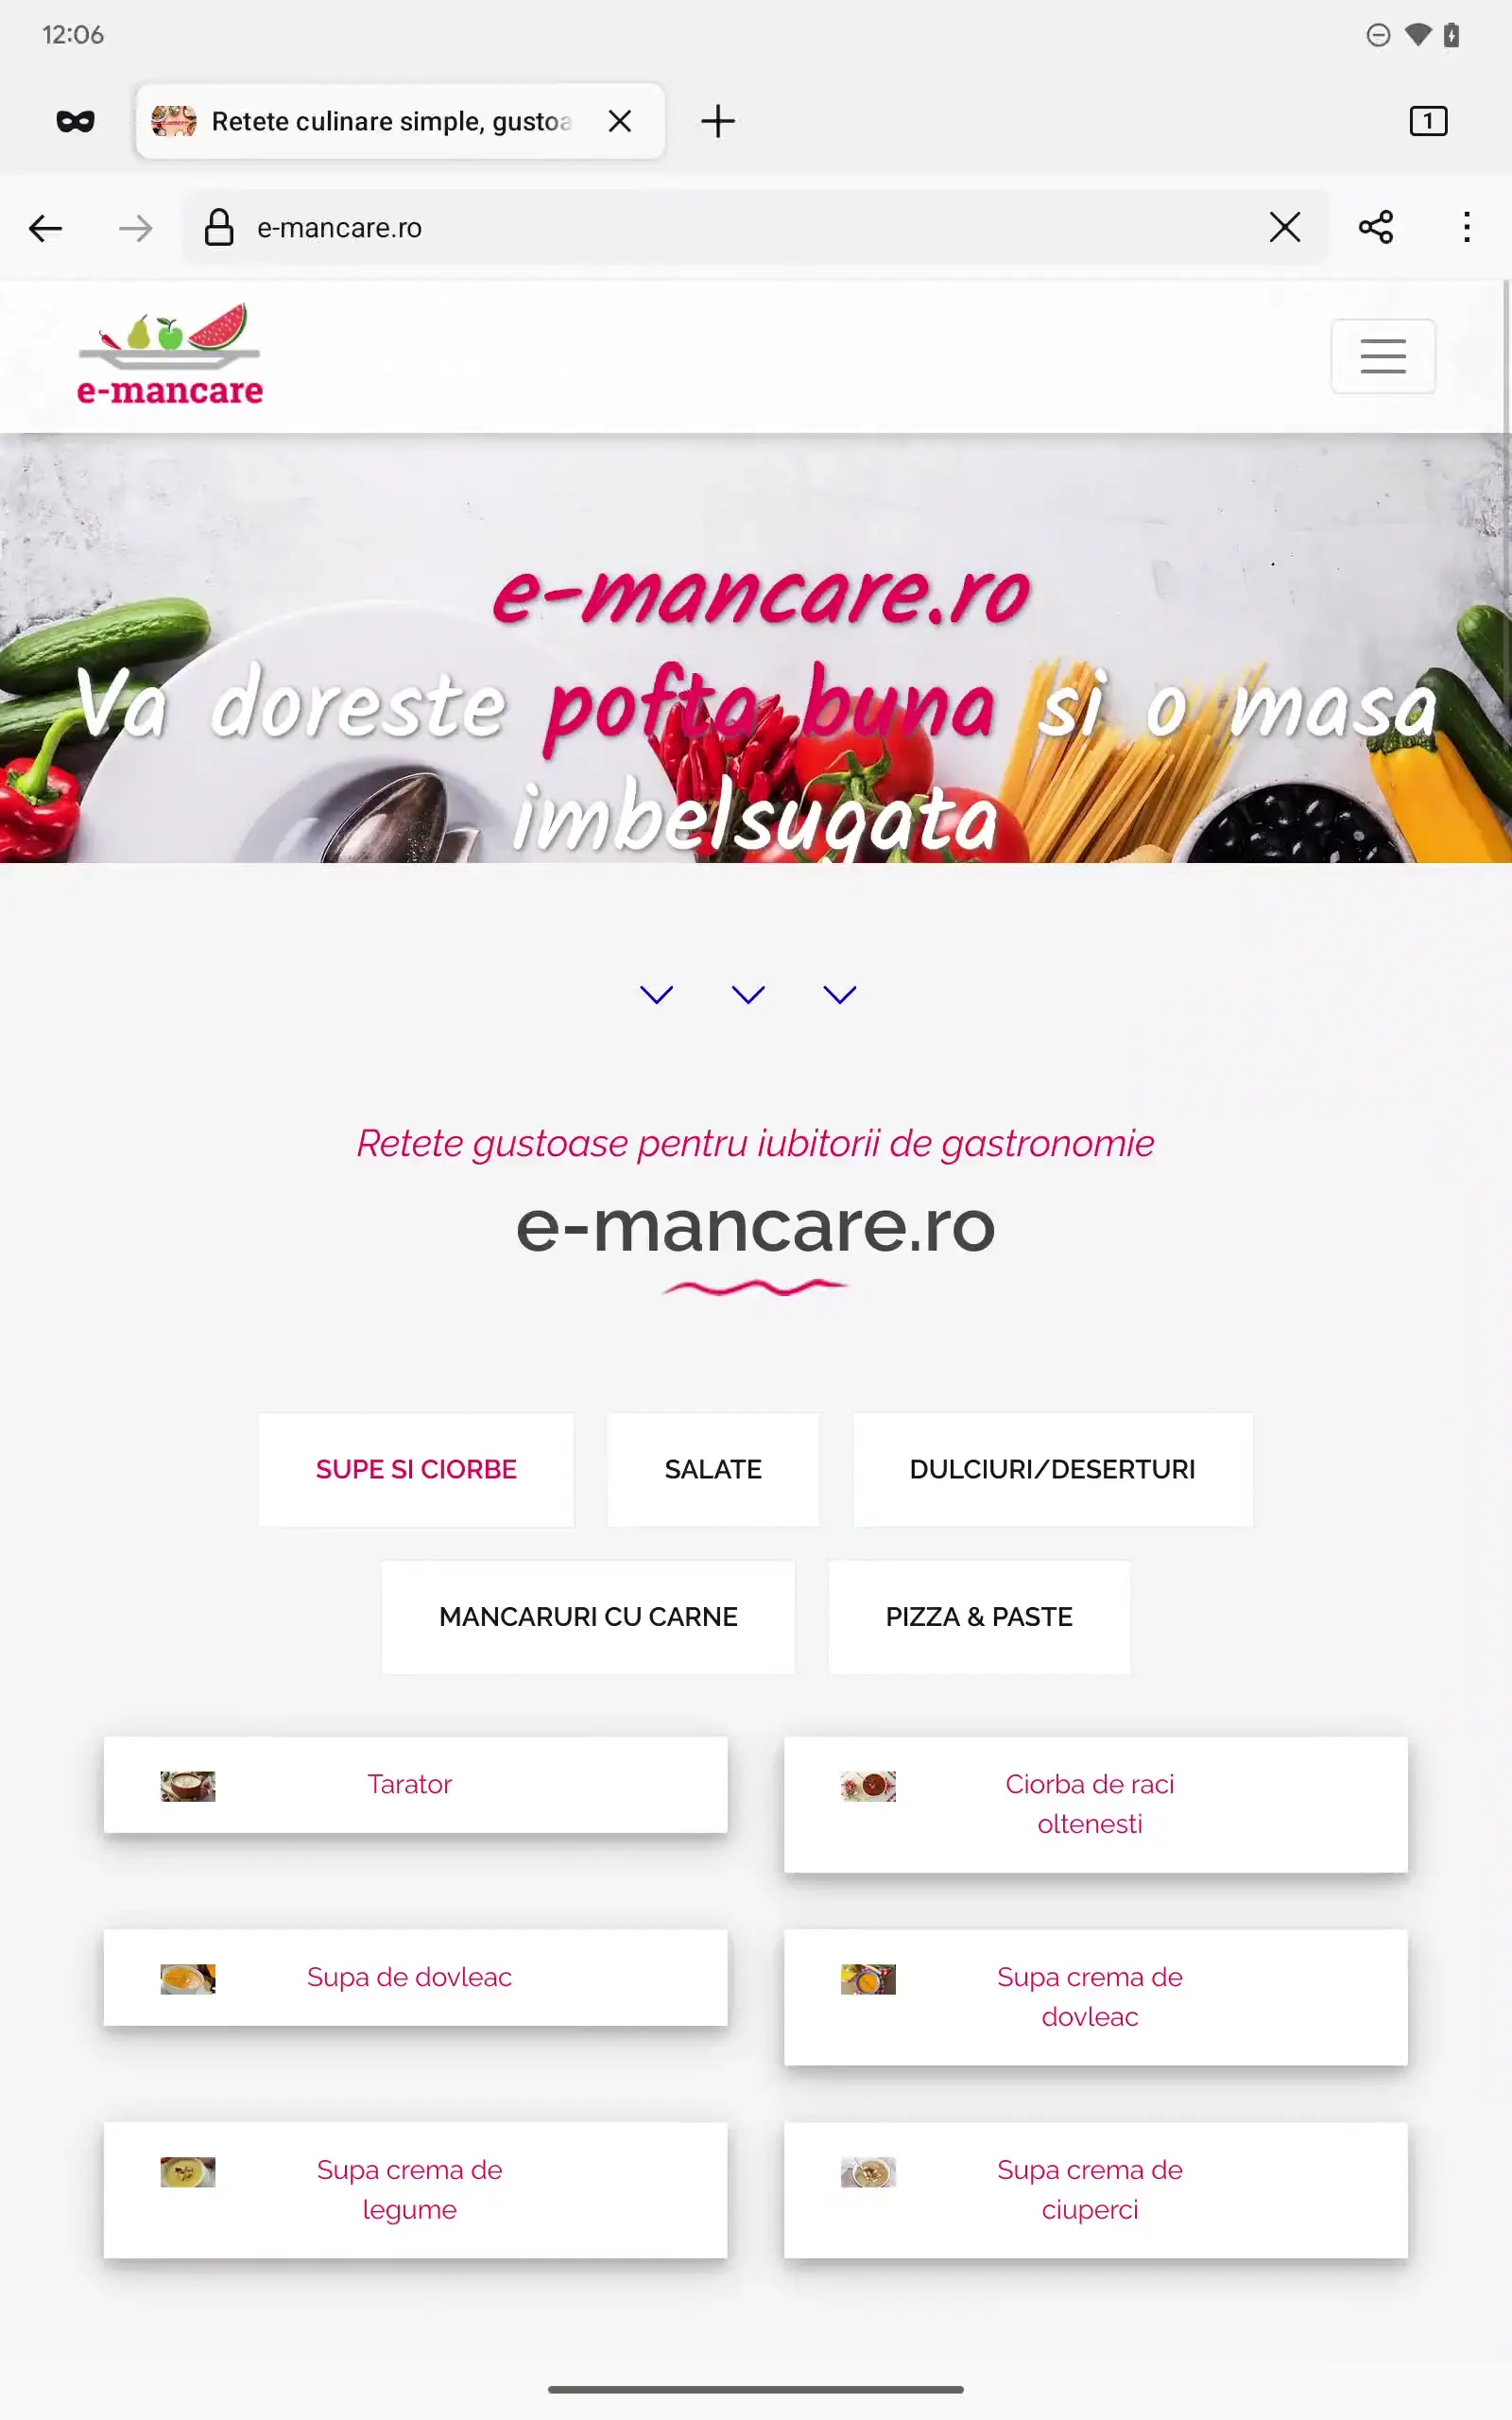 12:06
Retete culinare simple, gustoa
1
e-mancare.ro
e-mancare
e-mancare.ro
Va doreste pofta buna si o masa
imbelsugata
Retete gustoase pentru iubitorii de gastronomie
e-mancare.ro
SUPE SI CIORBE
SALATE
DULCIURI/DESERTURI
MANCARURI CU CARNE
PIZZA & PASTE
Tarator
Ciorba de raci
oltenesti
Supa de dovleac
Supa crema de
dovleac
Supa crema de
legume
Supa crema de
ciuperci